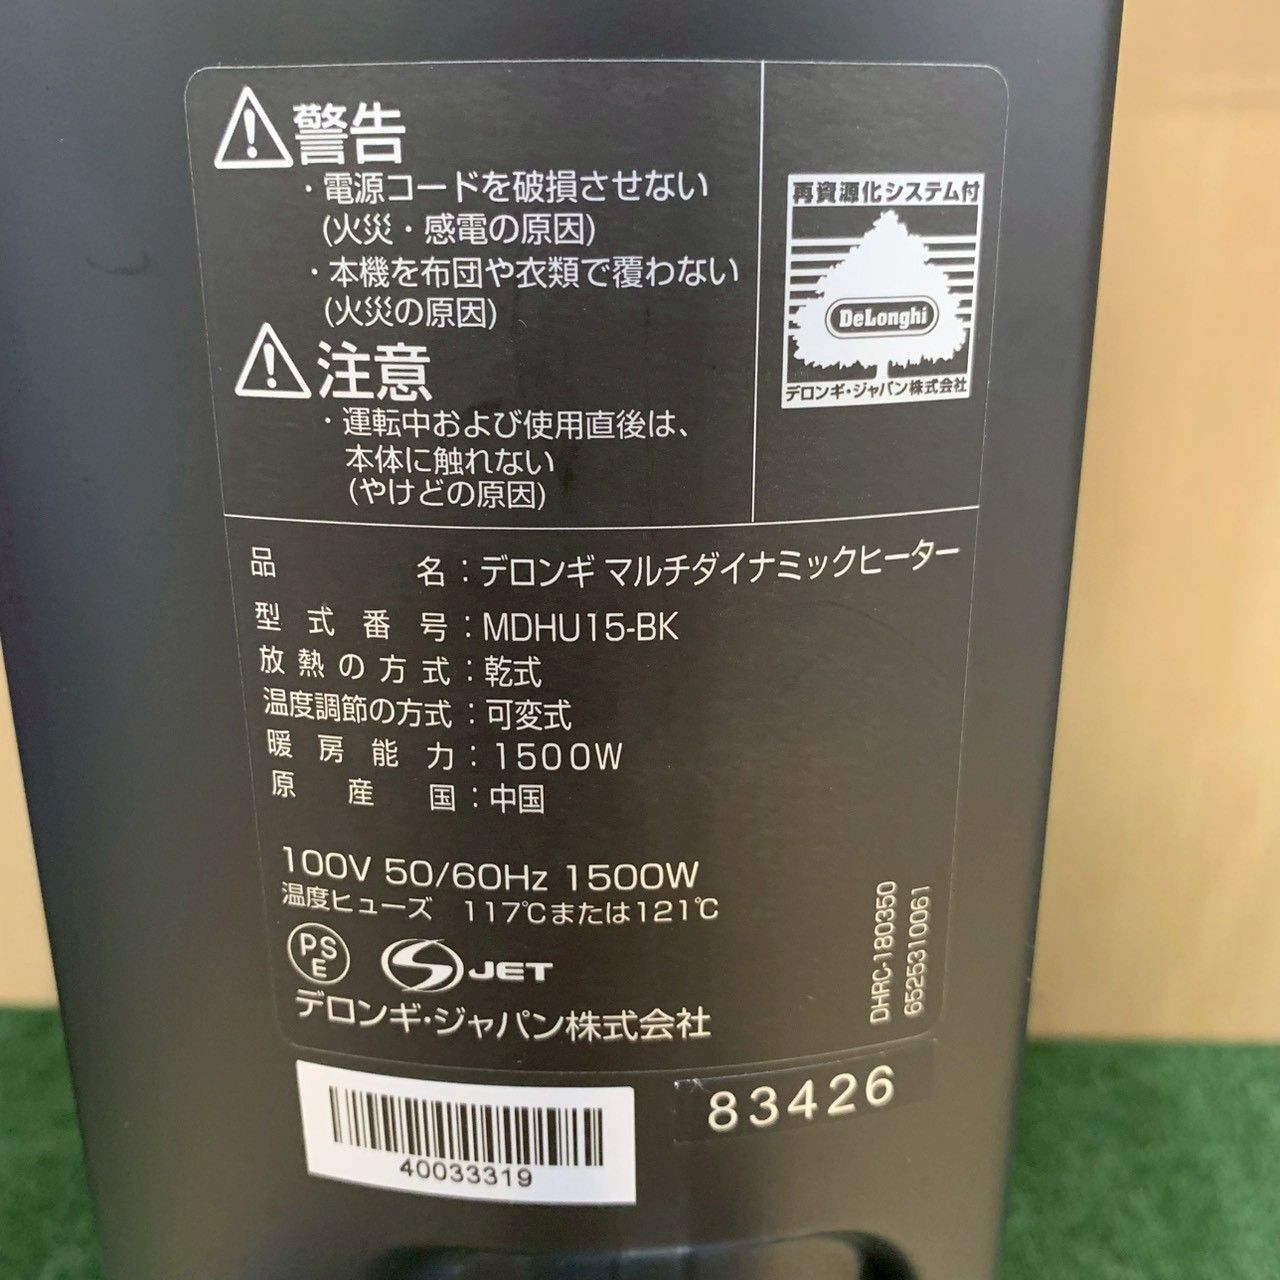 警告
・電源コードを破損させない
(火災・感電の原因)
・本機を布団や衣類で覆わない
(火災の原因)
注意
・運転中および使用直後は、
本体に触れない
(やけどの原因)
再資源化システム付
DeLonghi
デロンギ・ジャパン株式会社
品名：デロンギ マルチダイナミックヒーター
型式番号：MDHU15-BK
放熱の方式：乾式
温度調節の方式：可変式
暖房能力：1500W
原産国：中国
100V 50/60Hz 1500W
温度ヒューズ 117℃または121℃
PS
E
JET
デロンギ・ジャパン株式会社
DHRC-180350
6525310061
40033319
83426